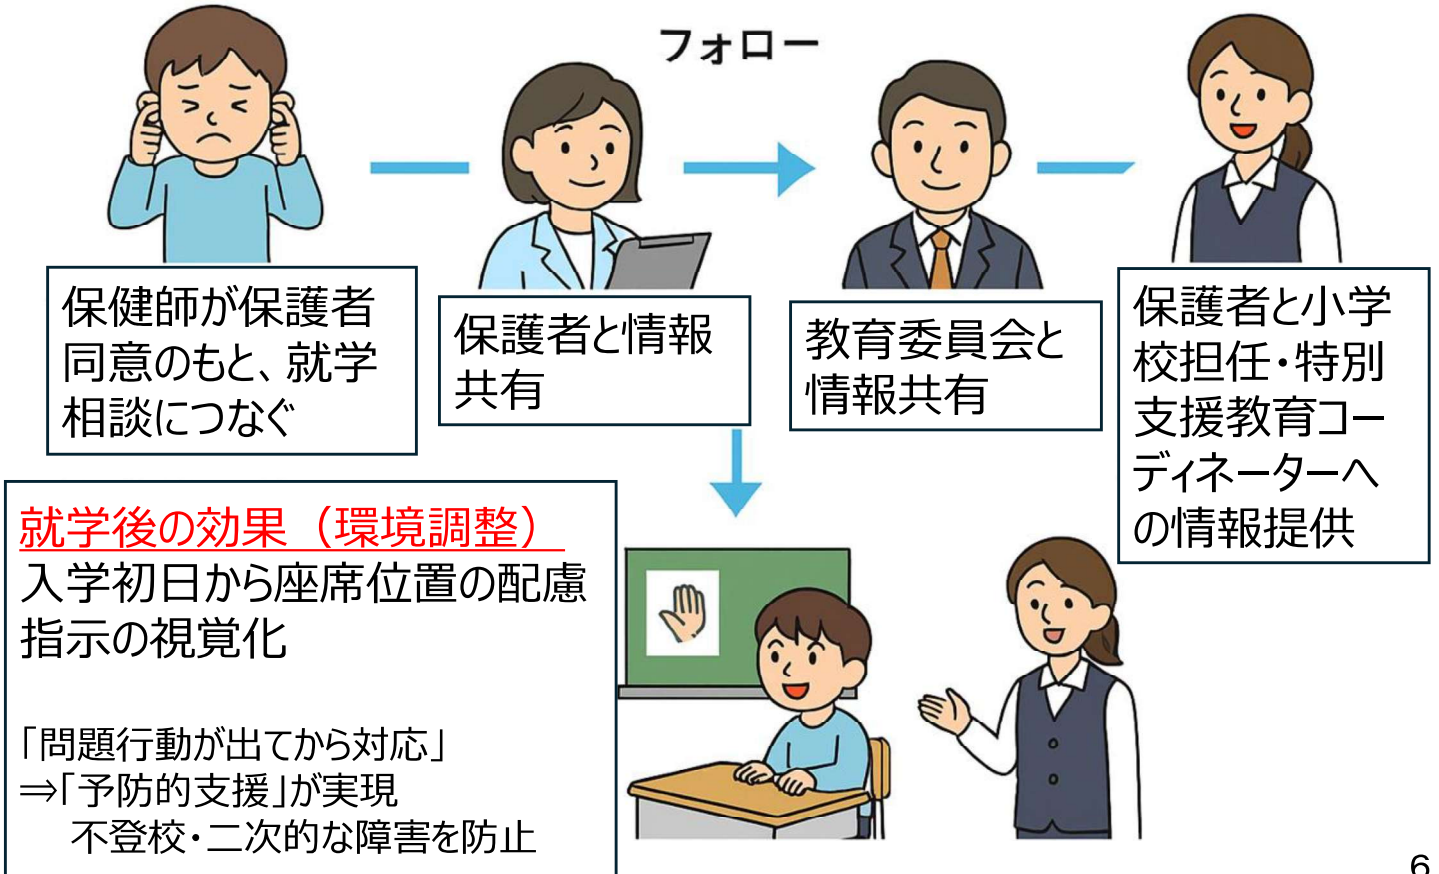 フォロー
保健師が保護者
同意のもと、就学
相談につなぐ
保護者と情報
共有
教育委員会と
情報共有
保護者と小学
校担任・特別
支援教育コー
ディネーターへ
の情報提供
就学後の効果（環境調整）
入学初日から座席位置の配慮
指示の視覚化
「問題行動が出てから対応」
⇒「予防的支援」が実現
不登校・二次的な障害を防止
6